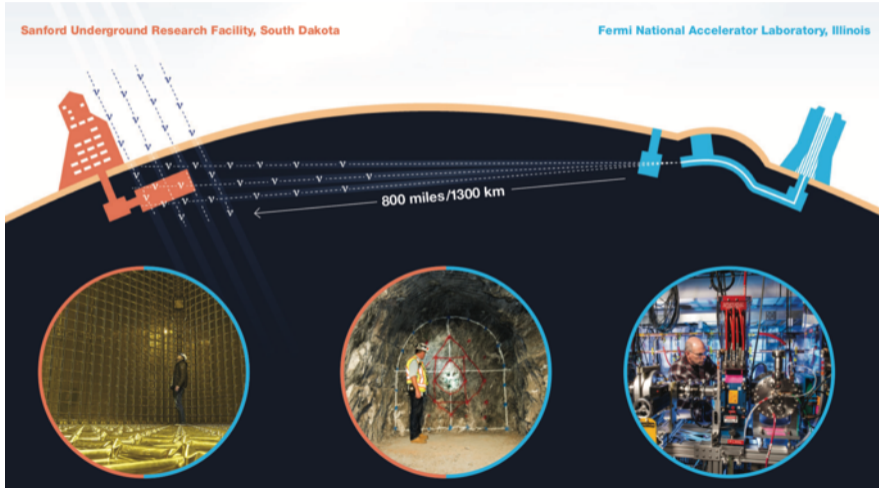 Sanford Underground Research Facility, South Dakota
Fermi National Accelerator Laboratory, Illinois
800 miles/1300 km